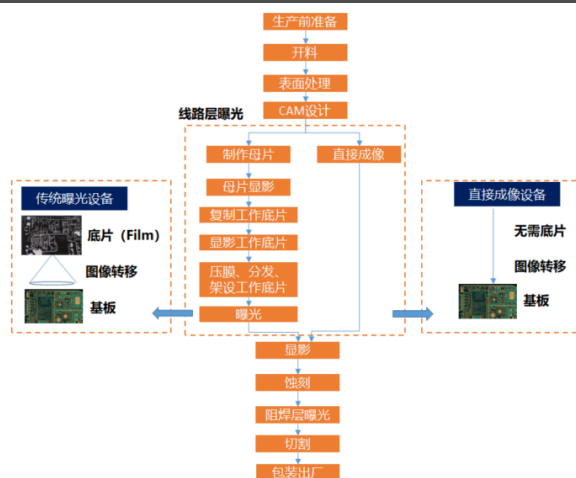 生产前准备
开料
表面处理
CAM设计
线路层曝光
制作母片
直接成像
母片显影
复制工作底片
显影工作底片
压膜、分发、
架设工作底片
曝光
传统曝光设备
底片（Film）
图像转移
基板
直接成像设备
无需底片
图像转移
基板
显影
蚀刻
阻焊层曝光
切割
包装出厂